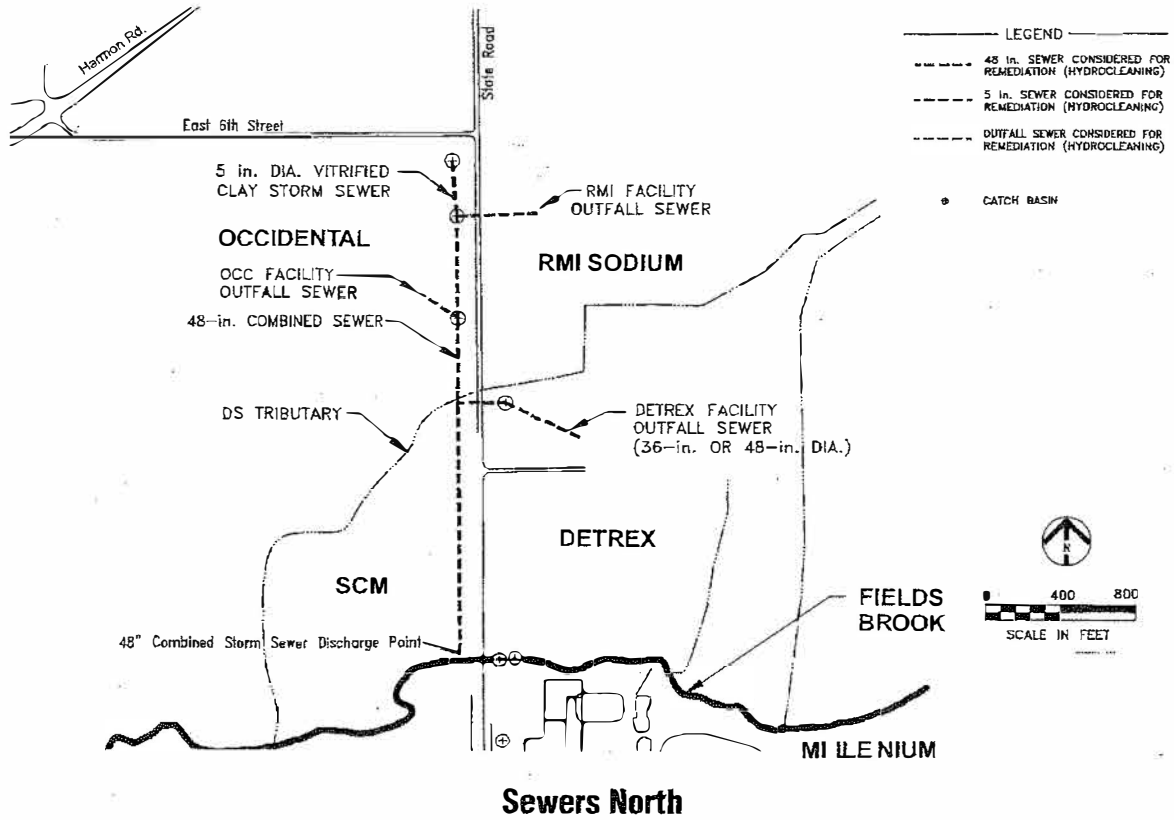 Harmon Rd.
State Road
East 6th Street
LEGEND
48 in. SEWER CONSIDERED FOR
REMEDIATION (HYDROCLEANING)
5 in. SEWER CONSIDERED FOR
REMEDIATION (HYDROCLEANING)
OUTFALL SEWER CONSIDERED FOR
REMEDIATION (HYDROCLEANING)
CATCH BASIN
5 in. DIA. VITRIFIED
CLAY STORM SEWER
RMI FACILITY
OUTFALL SEWER
OCCIDENTAL
RMI SODIUM
OCC FACILITY
OUTFALL SEWER
48-in. COMBINED SEWER
DS TRIBUTARY
DETREX FACILITY
OUTFALL SEWER
(36-in. OR 48-in. DIA.)
DETREX
SCM
N
0 400 800
SCALE IN FEET
FIELDS
BROOK
48" Combined Storm Sewer Discharge Point
MILLENIUM
Sewers North